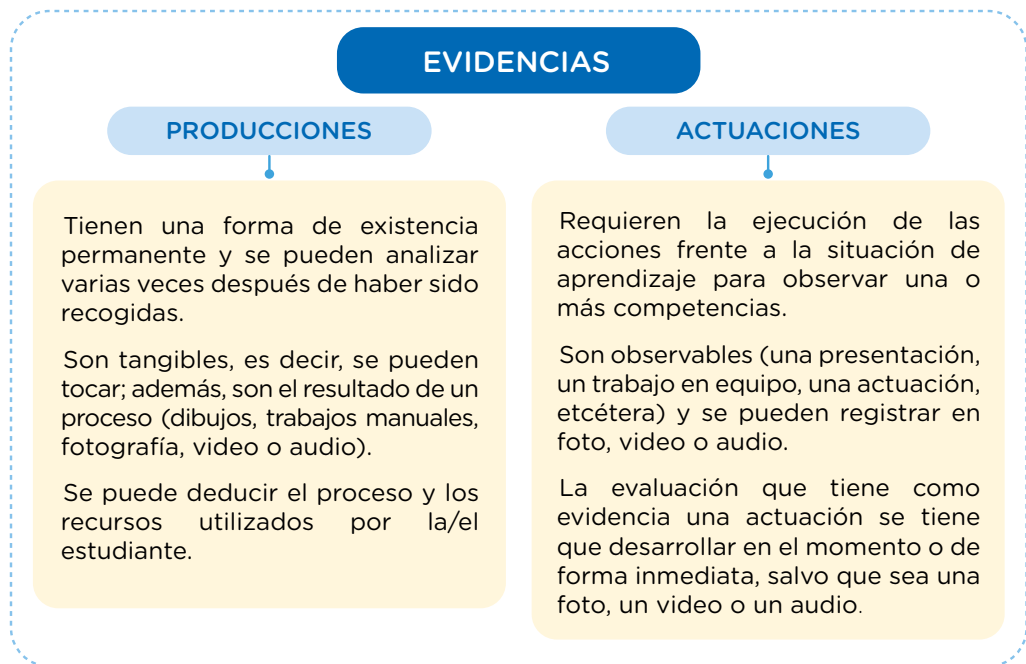 EVIDENCIAS
PRODUCCIONES
Tienen una forma de existencia
permanente y se pueden analizar
varias veces después de haber sido
recogidas.
Son tangibles, es decir, se pueden
tocar; además, son el resultado de un
proceso (dibujos, trabajos manuales,
fotografía, video o audio).
Se puede deducir el proceso y los
recursos utilizados por la/el
estudiante.
ACTUACIONES
Requieren la ejecución de las
acciones frente a la situación de
aprendizaje para observar una o
más competencias.
Son observables (una presentación,
un trabajo en equipo, una actuación,
etcétera) y se pueden registrar en
foto, video o audio.
La evaluación que tiene como
evidencia una actuación se tiene
que desarrollar en el momento o de
forma inmediata, salvo que sea una
foto, un video o un audio.